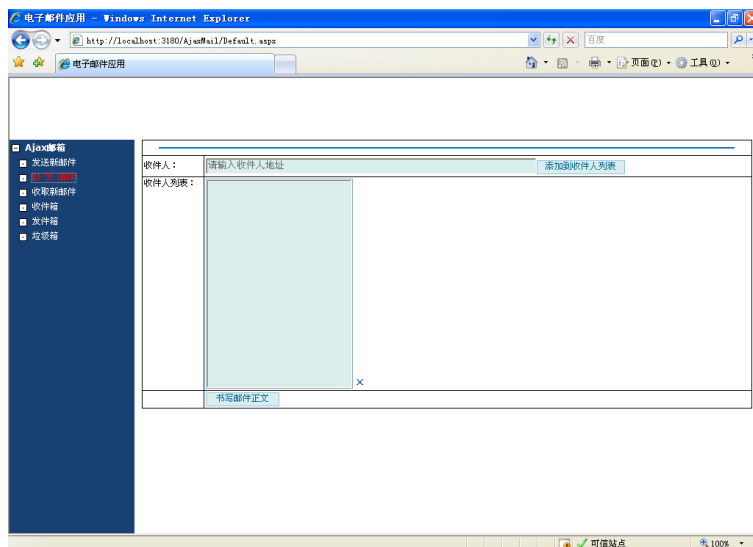 电子邮件应用 - Windows Internet Explorer
http://localhost:3180/AjaxMail/Default.aspx
百度
电子邮件应用
页面(P)
工具(O)
Ajax邮箱
发送新邮件
收取新邮件
收件箱
发件箱
垃圾箱
收件人：
请输入收件人地址
添加到收件人列表
收件人列表：
书写邮件正文
可信站点
100%